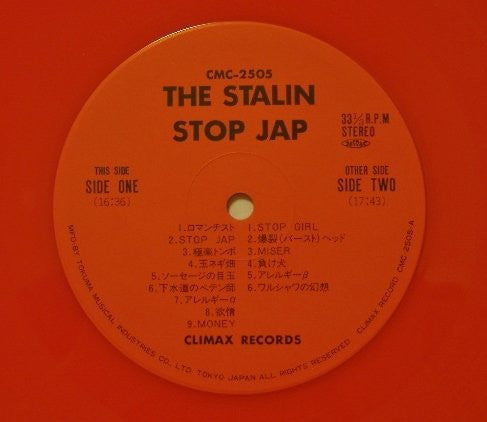 CMC-2505
THE STALIN
STOP JAP
33⅓ R.P.M
STEREO
THIS SIDE
SIDE ONE
(16:36)
OTHER SIDE
SIDE TWO
(17:43)
1.ロマンチスト
2.STOP JAP
3.極楽トンボ
4.玉ネギ畑
5.ソーセージの目玉
6.下水道のペテン師
7.アレルギーα
8.欲情
9.MONEY
1.STOP GIRL
2.爆裂(バースト)ヘッド
3.MISER
4.負け犬
5.アレルギーβ
6.ワルシャワの幻想
CLIMAX RECORDS
MFD.BY TOKUMA MUSICAL INDUSTRIES CO., LTD. TOKYO JAPAN ALL RIGHTS RESERVED CLIMAX RECORD CMC-2505-A